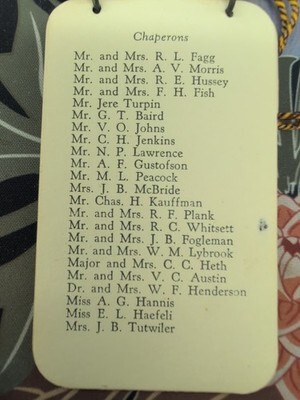 Chaperons
Mr. and Mrs. R. L. Fagg
Mr. and Mrs. A. V. Morris
Mr. and Mrs. R. E. Hussey
Mr. and Mrs. F. H. Fish
Mr. Jere Turpin
Mr. G. T. Baird
Mr. V. O. Johns
Mr. C. H. Jenkins
Mr. N. P. Lawrence
Mr. A. F. Gustofson
Mr. M. L. Peacock
Mrs. J. B. McBride
Mr. Chas. H. Kauffman
Mr. and Mrs. R. F. Plank
Mr. and Mrs. R. C. Whitsett
Mr. and Mrs. J. B. Fogleman
Mr. and Mrs. W. M. Lybrook
Major and Mrs. C. C. Heth
Mr. and Mrs. V. C. Austin
Dr. and Mrs. W. F. Henderson
Miss A. G. Hannis
Miss E. L. Haefeli
Mrs. J. B. Tutwiler